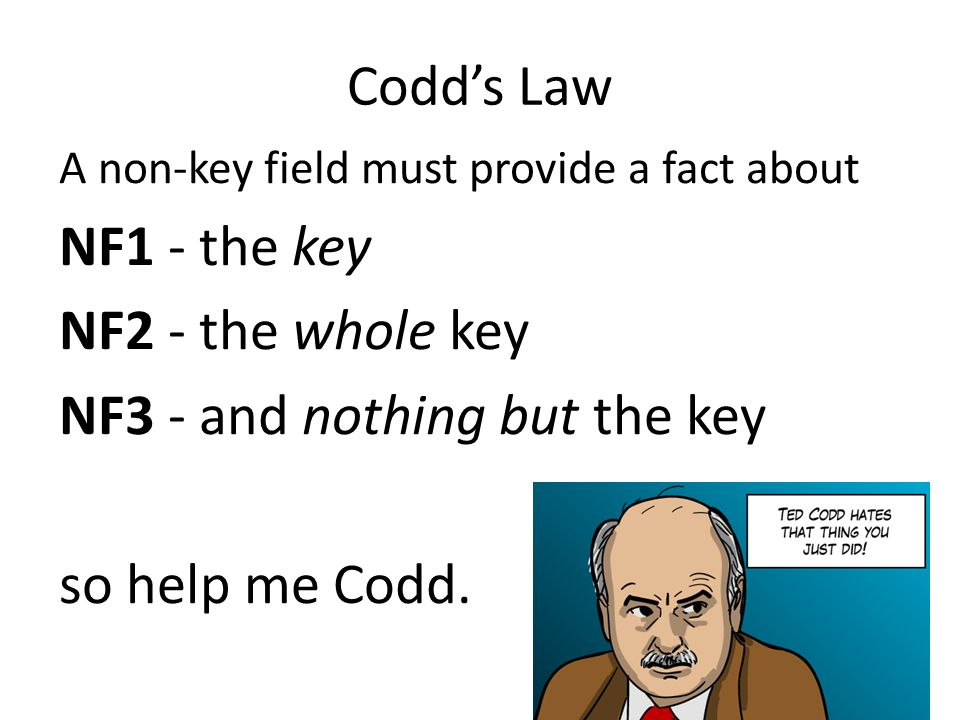 Codd’s Law
A non-key field must provide a fact about
NF1 - the key
NF2 - the whole key
NF3 - and nothing but the key
so help me Codd.
TED CODD HATES
THAT THING YOU
JUST DID!